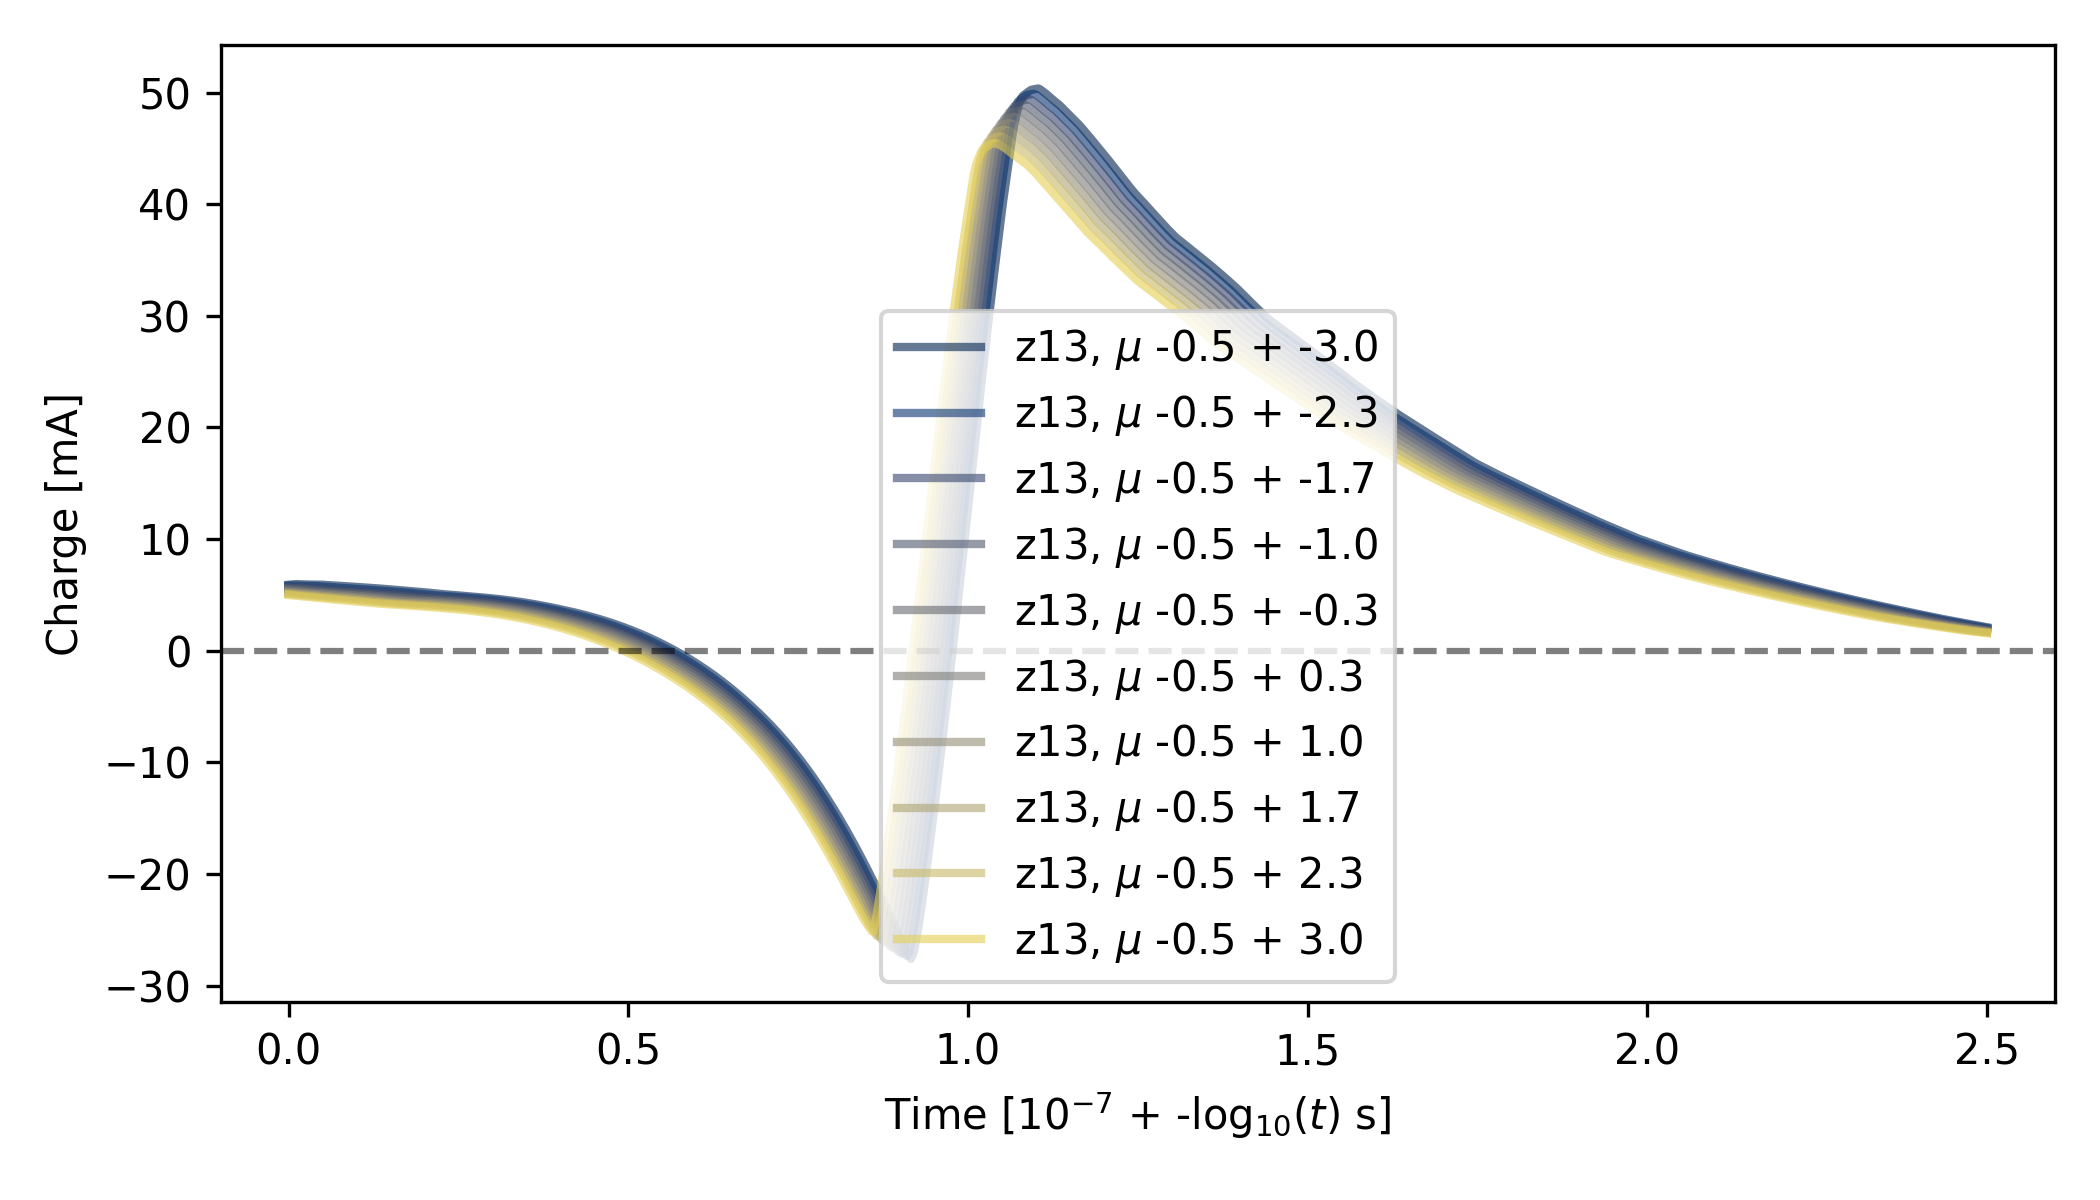 50
40
30
20
10
0
−10
−20
−30
Charge [mA]
z13, μ -0.5 + -3.0
z13, μ -0.5 + -2.3
z13, μ -0.5 + -1.7
z13, μ -0.5 + -1.0
z13, μ -0.5 + -0.3
z13, μ -0.5 + 0.3
z13, μ -0.5 + 1.0
z13, μ -0.5 + 1.7
z13, μ -0.5 + 2.3
z13, μ -0.5 + 3.0
0.0 0.5 1.0 1.5 2.0 2.5
Time [10⁻⁷ + -log₁₀(t) s]